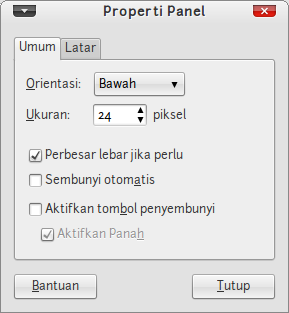 Properti Panel
Umum Latar
Orientasi: Bawah
Ukuran: 24 piksel
Perbesar lebar jika perlu
Sembunyi otomatis
Aktifkan tombol penyembunyi
Aktifkan Panah
Bantuan Tutup